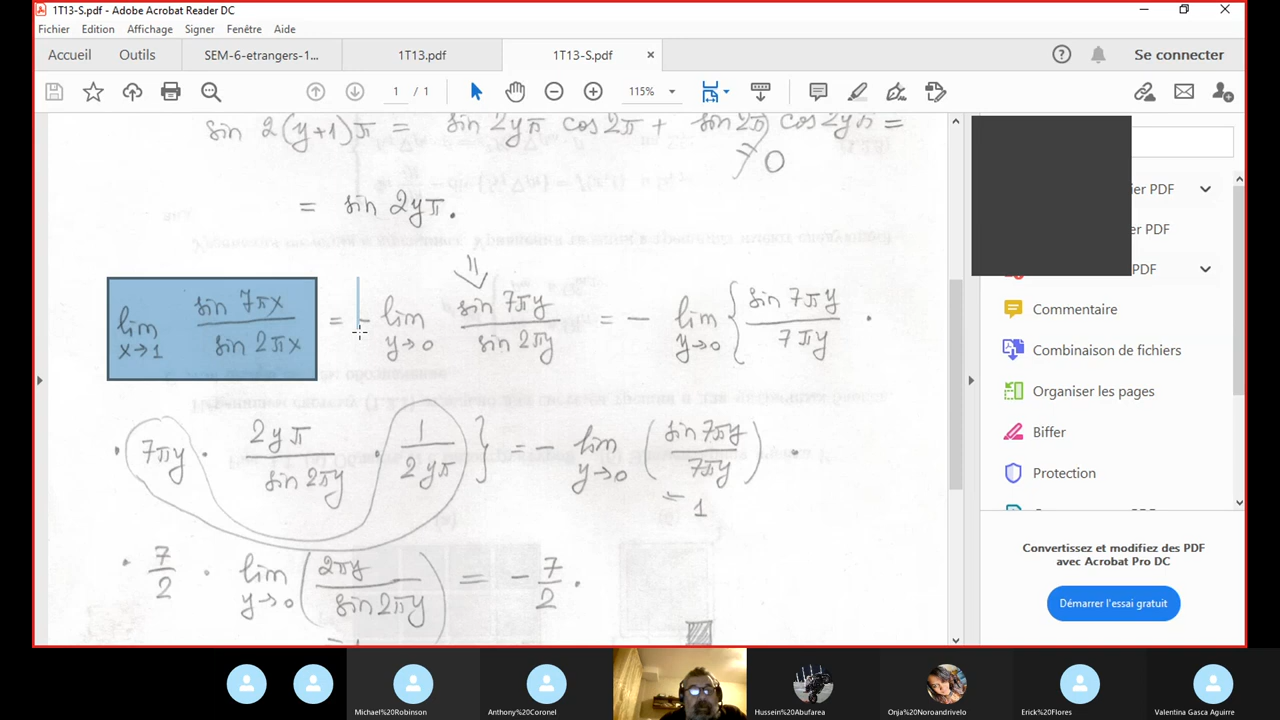 1T13-S.pdf - Adobe Acrobat Reader DC
Fichier Edition Affichage Signer Fenêtre Aide
Accueil Outils SEM-6-etrangers-1... 1T13.pdf 1T13-S.pdf × Se connecter
1 / 1 115%
sin 2(y+1)π = sin 2yπ cos 2π + sin 2π cos 2yπ =
0
= sin 2yπ.
lim x→1 sin 7πx / sin 2πx = - lim y→0 sin 7πy / sin 2πy = - lim y→0 { sin 7πy / 7πy ·
· 7πy · 2yπ / sin 2πy · 1 / 2yπ } = - lim y→0 ( sin 7πy / 7πy ) ·
= 1
· 7/2 · lim y→0 ( 2πy / sin 2πy ) = - 7/2 .
ier PDF
r PDF
PDF
Commentaire
Combinaison de fichiers
Organiser les pages
Biffer
Protection
Convertissez et modifiez des PDF
avec Acrobat Pro DC
Démarrer l'essai gratuit
Michael%20Robinson Anthony%20Coronel Hussein%20Abufarea Onja%20Noroandrivelo Erick%20Flores Valentina Gasca Aguirre